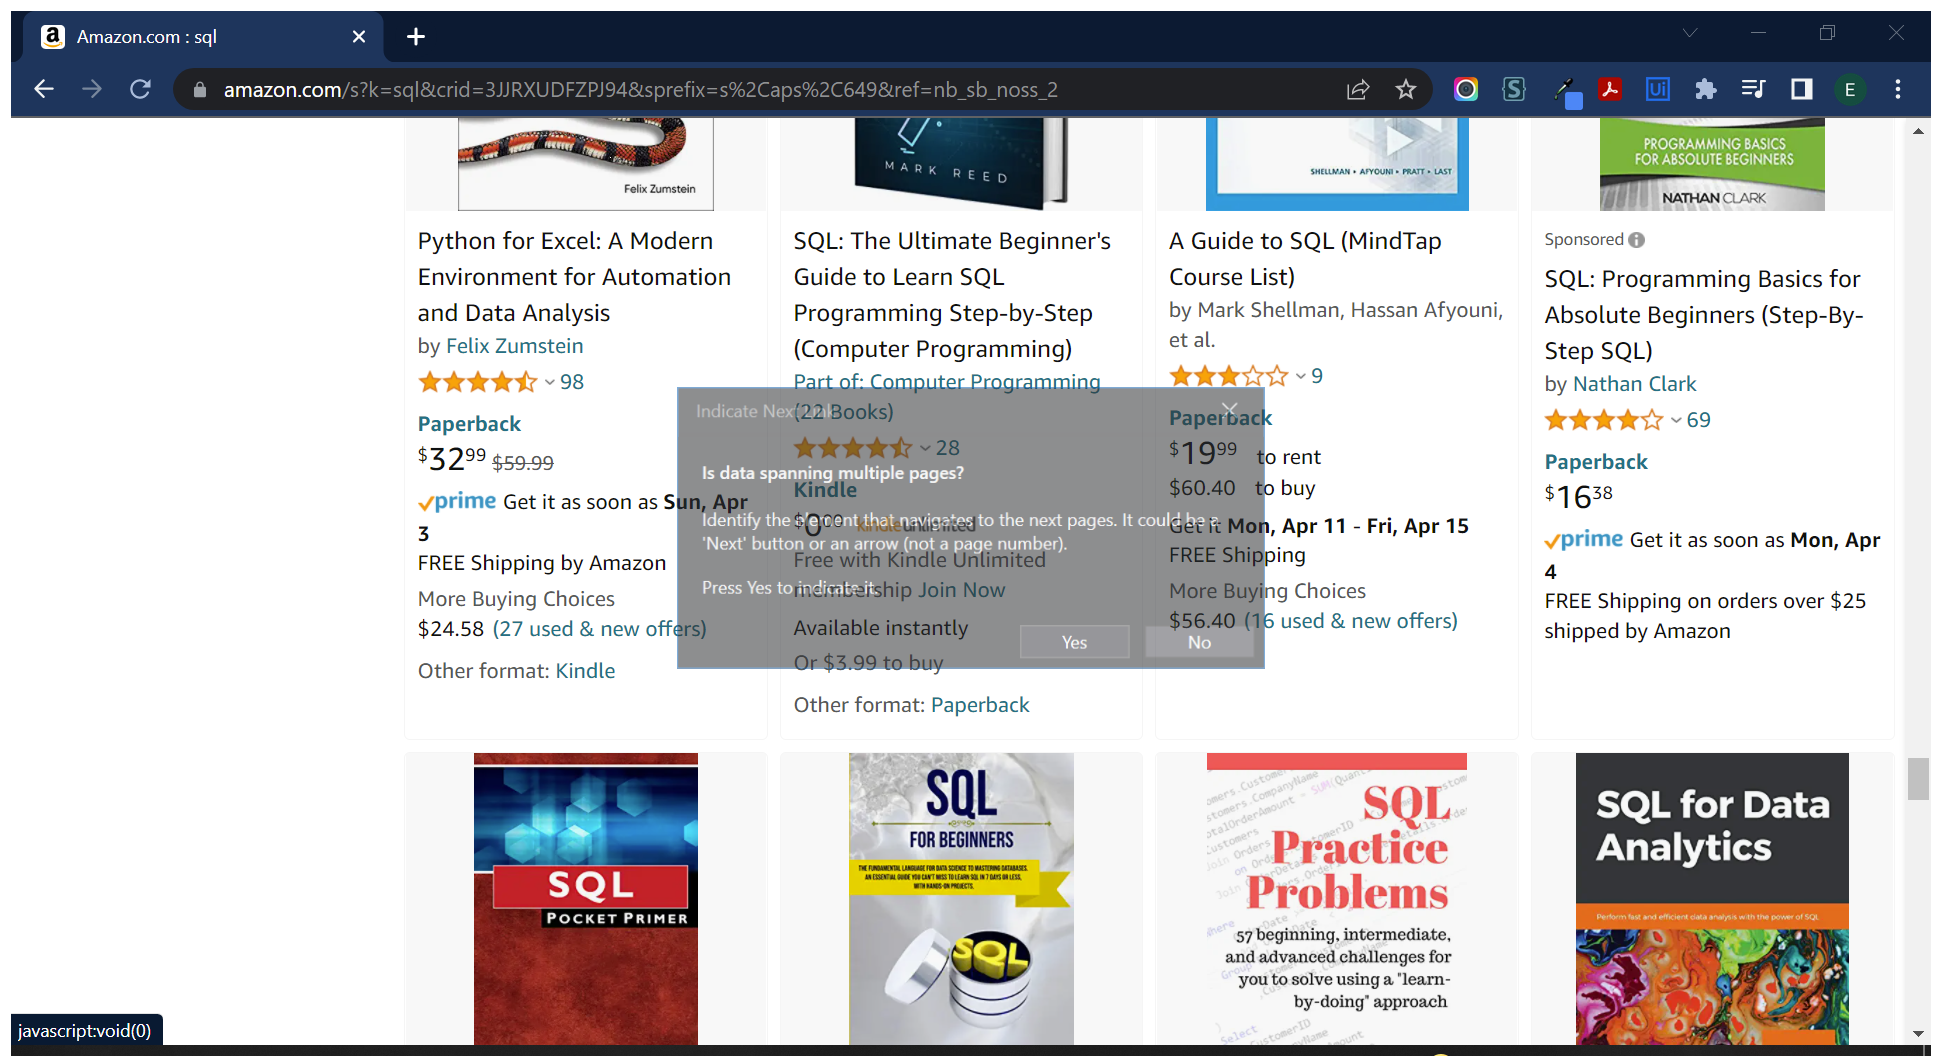 Amazon.com : sql
amazon.com/s?k=sql&crid=3JJRXUDFZPJ94&sprefix=s%2Caps%2C649&ref=nb_sb_noss_2
E
Felix Zumstein
Python for Excel: A Modern
Environment for Automation
and Data Analysis
by Felix Zumstein
98
Paperback
$32.99 $59.99
prime Get it as soon as Sun, Apr
3
FREE Shipping by Amazon
More Buying Choices
$24.58 (27 used & new offers)
Other format: Kindle
MARK REED
SQL: The Ultimate Beginner's
Guide to Learn SQL
Programming Step-by-Step
(Computer Programming)
Part of: Computer Programming
(22 Books)
28
Kindle
$0.00 kindleunlimited
Free with Kindle Unlimited
membership Join Now
Available instantly
Or $3.99 to buy
Other format: Paperback
SHELLMAN • AFYOUNI • PRATT • LAST
A Guide to SQL (MindTap
Course List)
by Mark Shellman, Hassan Afyouni,
et al.
9
Paperback
$19.99 to rent
$60.40 to buy
Get it Mon, Apr 11 - Fri, Apr 15
FREE Shipping
More Buying Choices
$56.40 (16 used & new offers)
PROGRAMMING BASICS
FOR ABSOLUTE BEGINNERS
NATHAN CLARK
Sponsored
SQL: Programming Basics for
Absolute Beginners (Step-By-
Step SQL)
by Nathan Clark
69
Paperback
$16.38
prime Get it as soon as Mon, Apr
4
FREE Shipping on orders over $25
shipped by Amazon
Indicate Next Link
Is data spanning multiple pages?
Identify the element that navigates to the next pages. It could be a
'Next' button or an arrow (not a page number).
Press Yes to indicate it.
Yes
No
SQL
POCKET PRIMER
SQL
FOR BEGINNERS
THE FUNDAMENTAL LANGUAGE FOR DATA SCIENCE TO MASTERING DATABASES.
AN ESSENTIAL GUIDE YOU CAN'T MISS TO LEARN SQL IN 7 DAYS OR LESS,
WITH HANDS-ON PROJECTS.
SQL
SQL
Practice
Problems
57 beginning, intermediate,
and advanced challenges for
you to solve using a "learn-
by-doing" approach
SQL for Data
Analytics
Perform fast and efficient data analysis with the power of SQL
javascript:void(0)